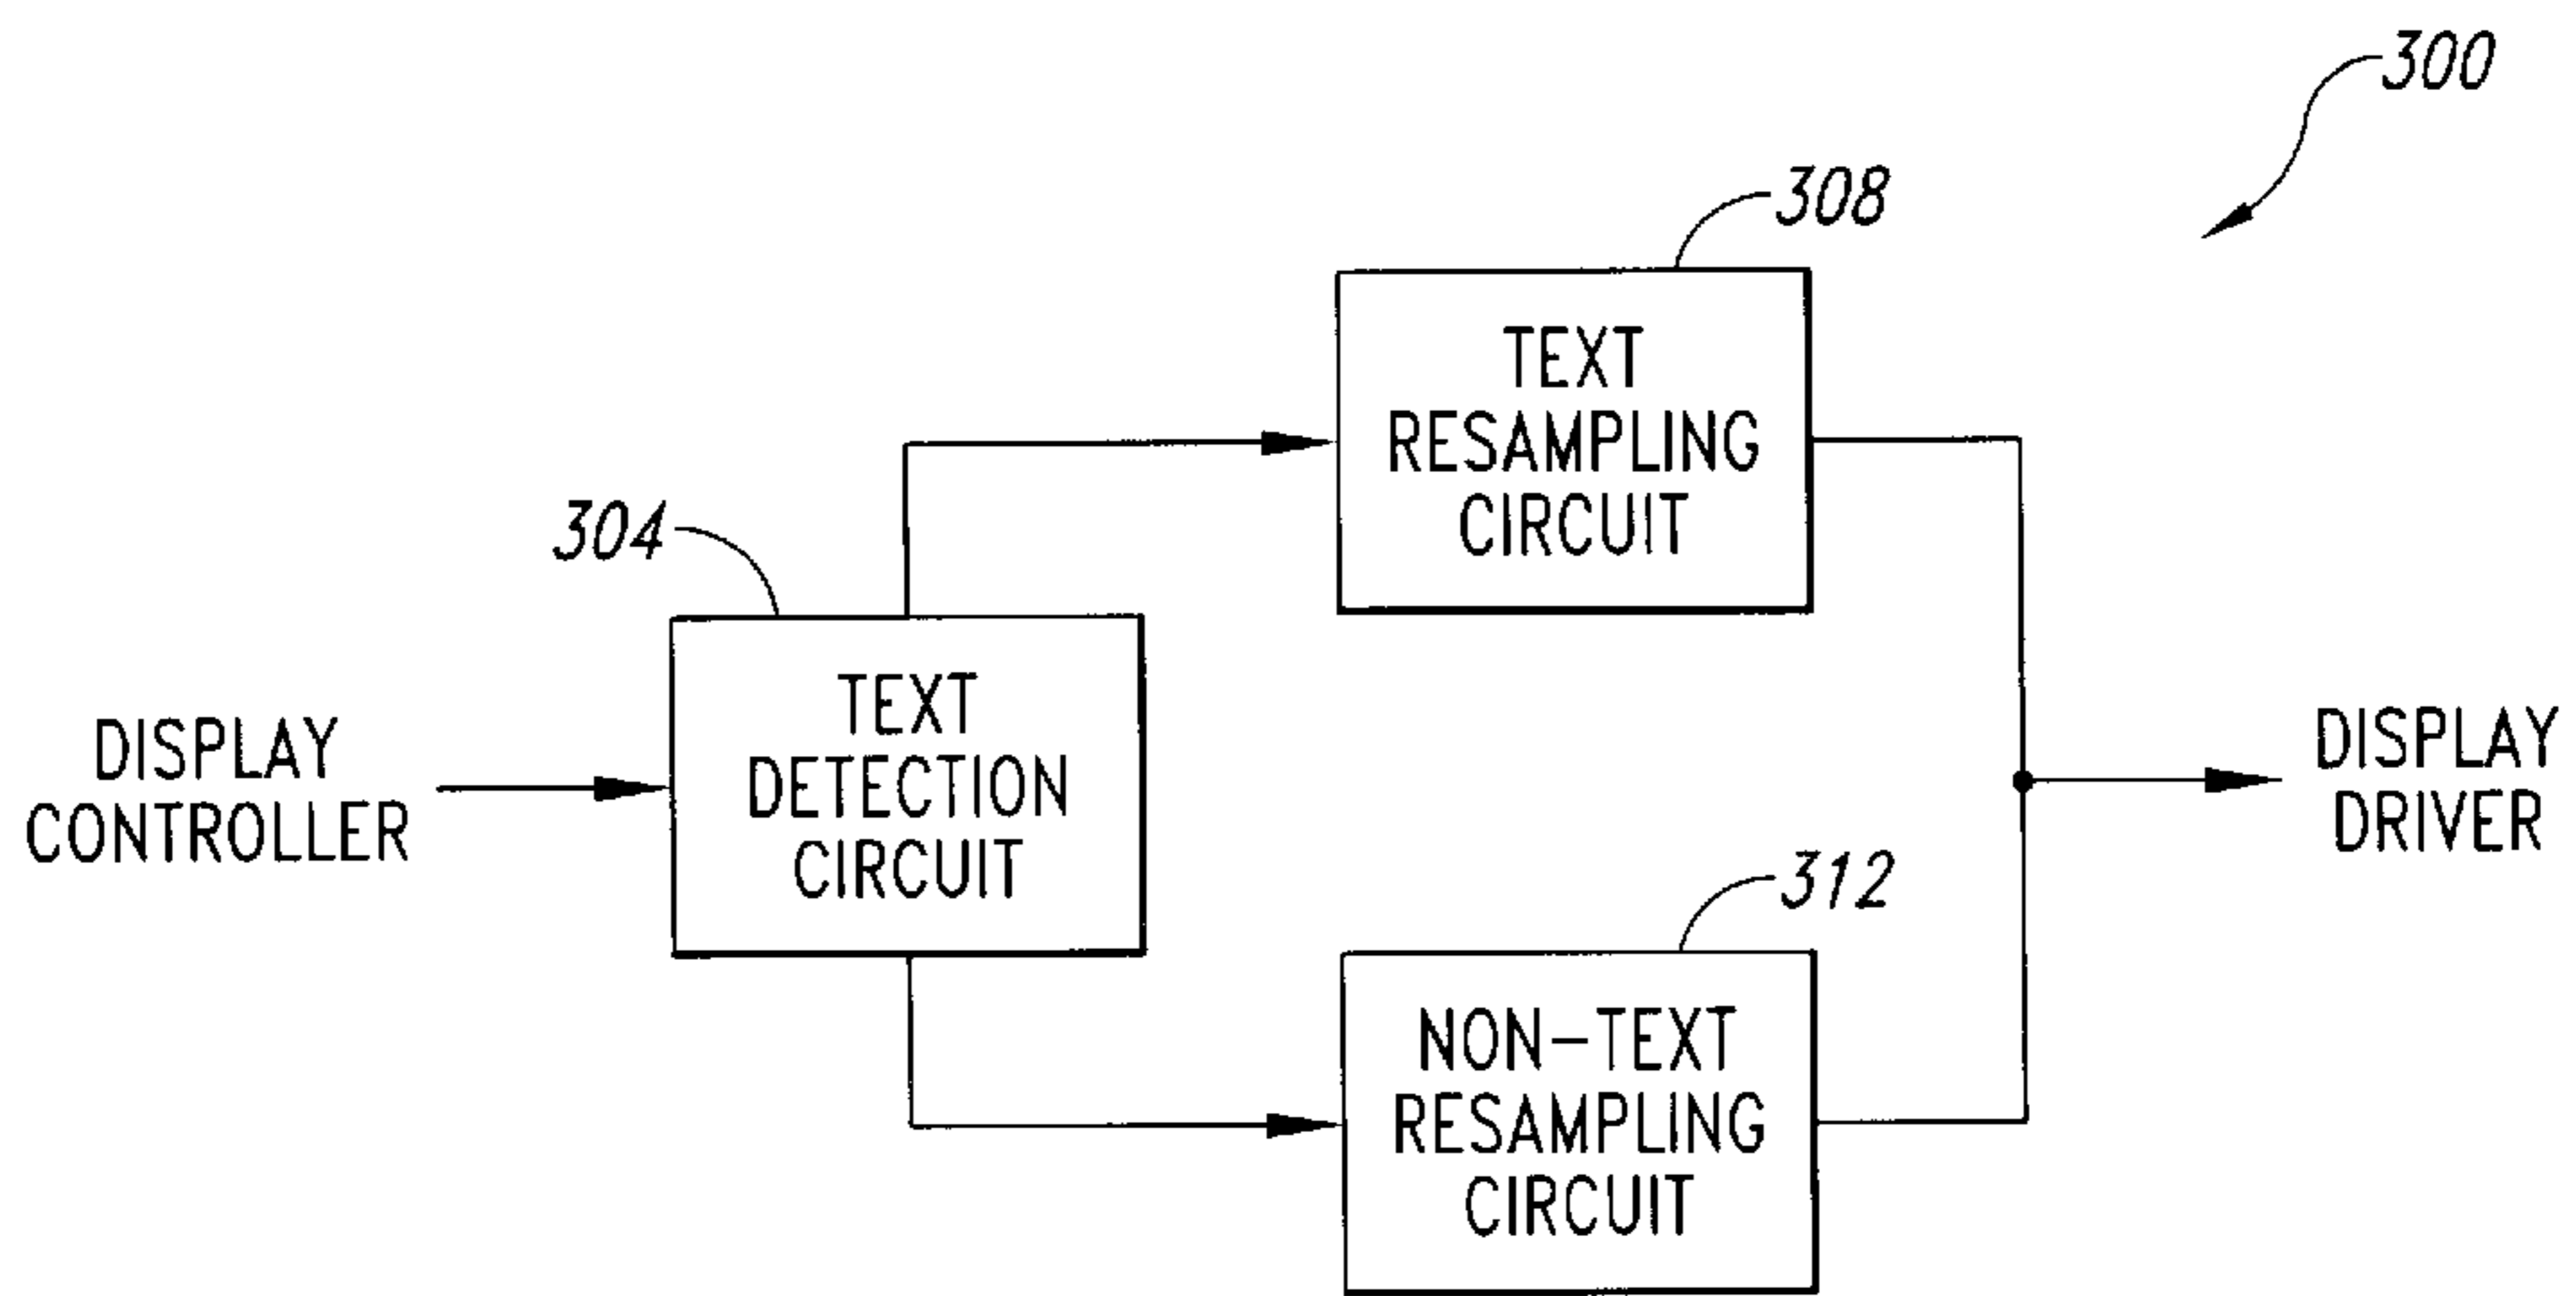 300
308
TEXT
RESAMPLING
CIRCUIT
304
TEXT
DETECTION
CIRCUIT
DISPLAY
CONTROLLER
DISPLAY
DRIVER
312
NON-TEXT
RESAMPLING
CIRCUIT